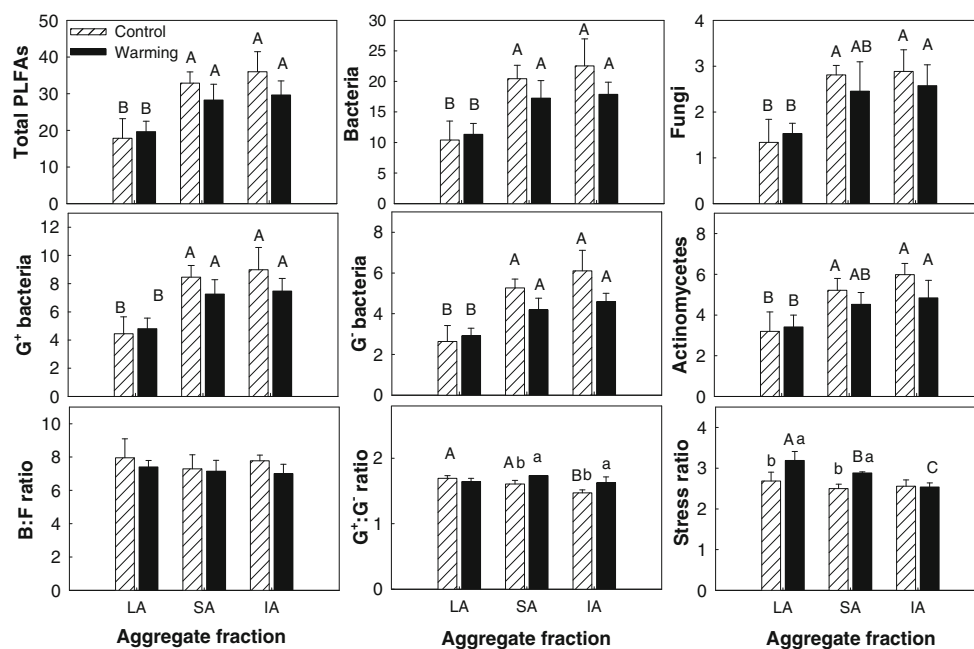 Total PLFAs
50
40
30
20
10
0
Control
Warming
B B
A A
A A
Bacteria
30
25
20
15
10
5
0
B B
A A
A A
Fungi
4
3
2
1
0
B B
A AB
A A
G⁺ bacteria
12
10
8
6
4
2
0
B B
A A
A A
G⁻ bacteria
8
6
4
2
0
B B
A A
A A
Actinomycetes
8
6
4
2
0
B B
A AB
A A
B:F ratio
10
8
6
4
2
0
LA SA IA
Aggregate fraction
G⁺:G⁻ ratio
2
1
0
A
Ab a
Bb a
LA SA IA
Aggregate fraction
Stress ratio
4
3
2
1
0
b Aa
b Ba
C
LA SA IA
Aggregate fraction